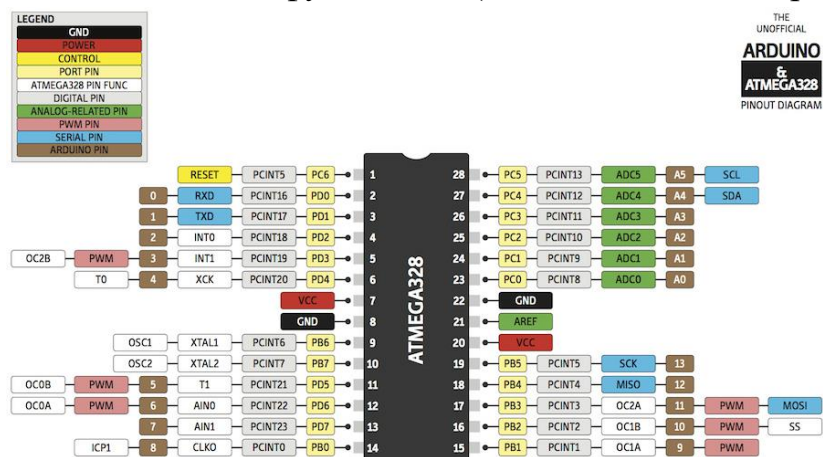 LEGEND
GND
POWER
CONTROL
PORT PIN
ATMEGA328 PIN FUNC
DIGITAL PIN
ANALOG-RELATED PIN
PWM PIN
SERIAL PIN
ARDUINO PIN
THE
UNOFFICIAL
ARDUINO
&
ATMEGA328
PINOUT DIAGRAM
RESET PCINT5 PC6 1 28 PC5 PCINT13 ADC5 A5 SCL
0 RXD PCINT16 PD0 2 27 PC4 PCINT12 ADC4 A4 SDA
1 TXD PCINT17 PD1 3 26 PC3 PCINT11 ADC3 A3
2 INT0 PCINT18 PD2 4 25 PC2 PCINT10 ADC2 A2
OC2B PWM 3 INT1 PCINT19 PD3 5 24 PC1 PCINT9 ADC1 A1
T0 4 XCK PCINT20 PD4 6 23 PC0 PCINT8 ADC0 A0
VCC 7 22 GND
GND 8 21 AREF
OSC1 XTAL1 PCINT6 PB6 9 20 VCC
OSC2 XTAL2 PCINT7 PB7 10 19 PB5 PCINT5 SCK 13
OC0B PWM 5 T1 PCINT21 PD5 11 18 PB4 PCINT4 MISO 12
OC0A PWM 6 AIN0 PCINT22 PD6 12 17 PB3 PCINT3 OC2A 11 PWM MOSI
7 AIN1 PCINT23 PD7 13 16 PB2 PCINT2 OC1B 10 PWM SS
ICP1 8 CLKO PCINT0 PB0 14 15 PB1 PCINT1 OC1A 9 PWM
ATMEGA328